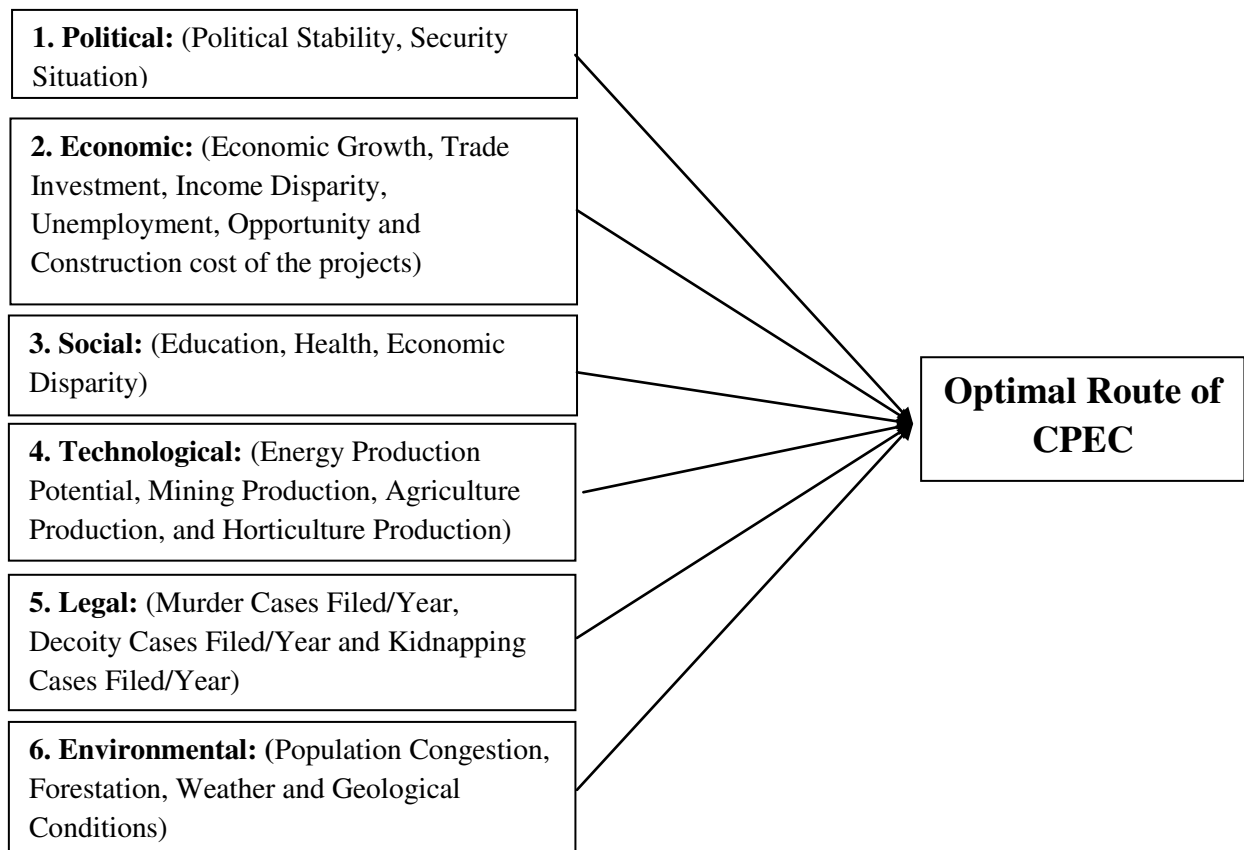 1. Political: (Political Stability, Security
Situation)
2. Economic: (Economic Growth, Trade
Investment, Income Disparity,
Unemployment, Opportunity and
Construction cost of the projects)
3. Social: (Education, Health, Economic
Disparity)
4. Technological: (Energy Production
Potential, Mining Production, Agriculture
Production, and Horticulture Production)
5. Legal: (Murder Cases Filed/Year,
Decoity Cases Filed/Year and Kidnapping
Cases Filed/Year)
6. Environmental: (Population Congestion,
Forestation, Weather and Geological
Conditions)
Optimal Route of
CPEC